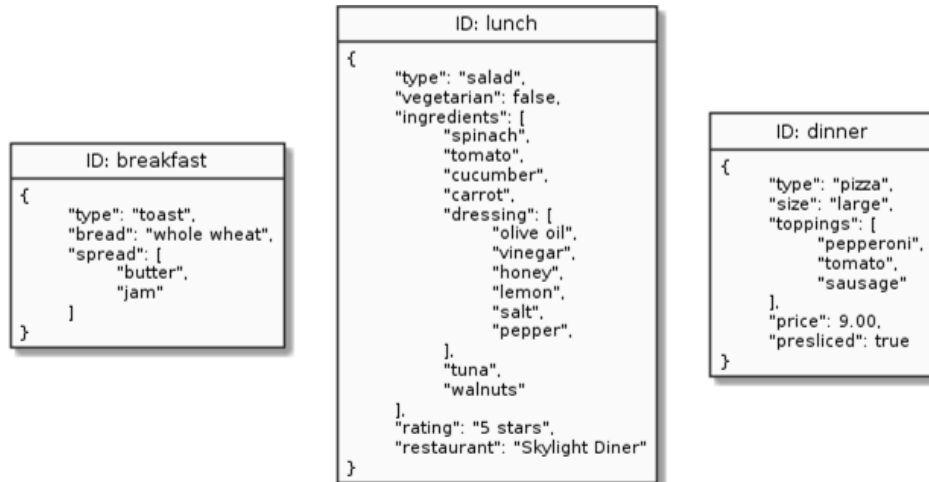 ID: breakfast
{
"type": "toast",
"bread": "whole wheat",
"spread": [
"butter",
"jam"
]
}
ID: lunch
{
"type": "salad",
"vegetarian": false,
"ingredients": [
"spinach",
"tomato",
"cucumber",
"carrot",
"dressing": [
"olive oil",
"vinegar",
"honey",
"lemon",
"salt",
"pepper",
],
"tuna",
"walnuts"
],
"rating": "5 stars",
"restaurant": "Skylight Diner"
}
ID: dinner
{
"type": "pizza",
"size": "large",
"toppings": [
"pepperoni",
"tomato",
"sausage"
],
"price": 9.00,
"presliced": true
}